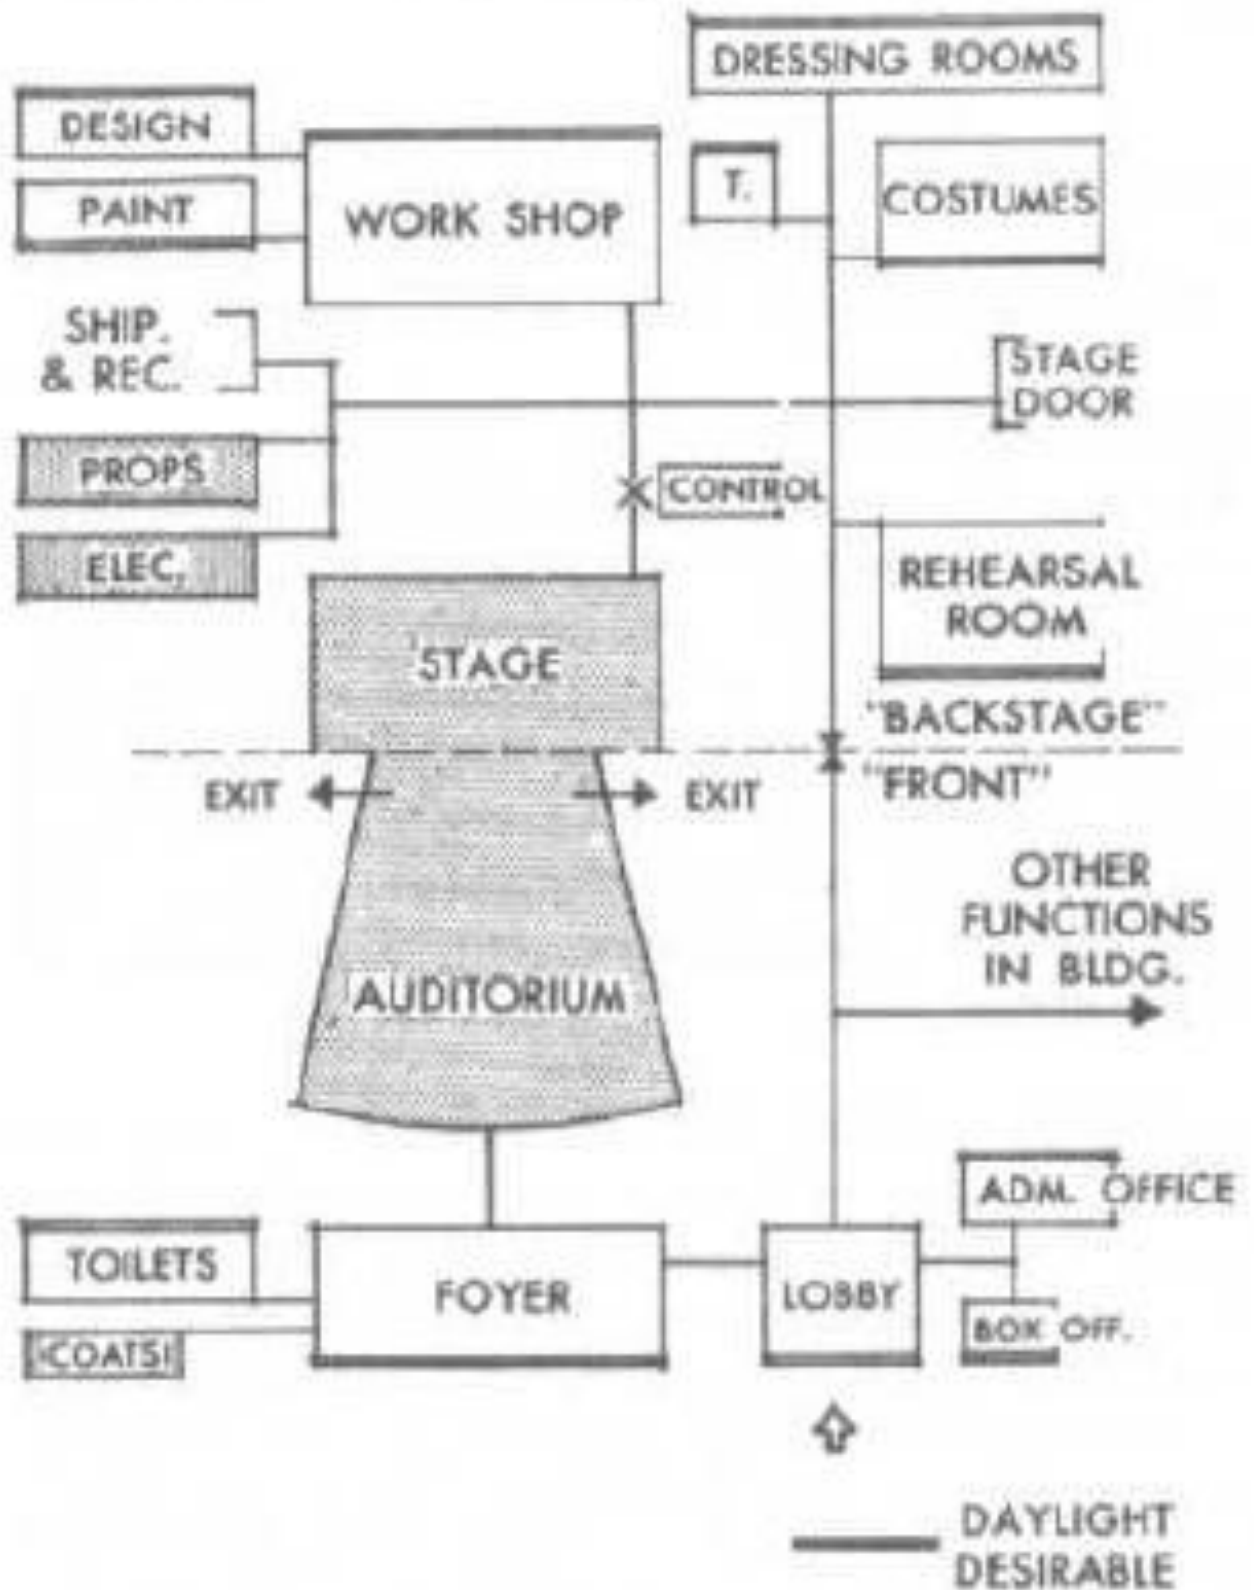 DRESSING ROOMS
DESIGN
PAINT
WORK SHOP
T.
COSTUMES
SHIP.
& REC.
STAGE
DOOR
PROPS
CONTROL
ELEC,
REHEARSAL
ROOM
STAGE
"BACKSTAGE"
"FRONT"
EXIT
EXIT
OTHER
FUNCTIONS
IN BLDG.
AUDITORIUM
ADM. OFFICE
TOILETS
FOYER
LOBBY
BOX OFF.
COATS
DAYLIGHT
DESIRABLE